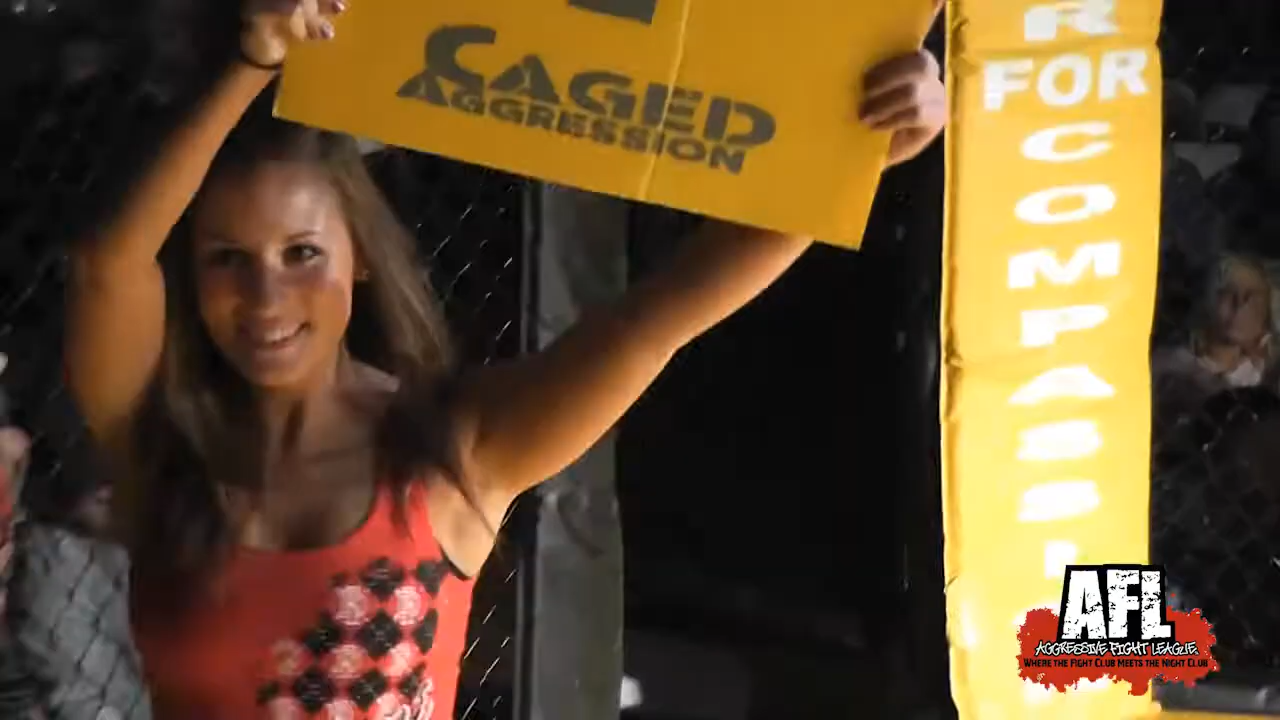 CAGED
AGGRESSION
R
FOR
COMPASSI
AFL
AGGRESSIVE FIGHT LEAGUE
WHERE THE FIGHT CLUB MEETS THE NIGHT CLUB